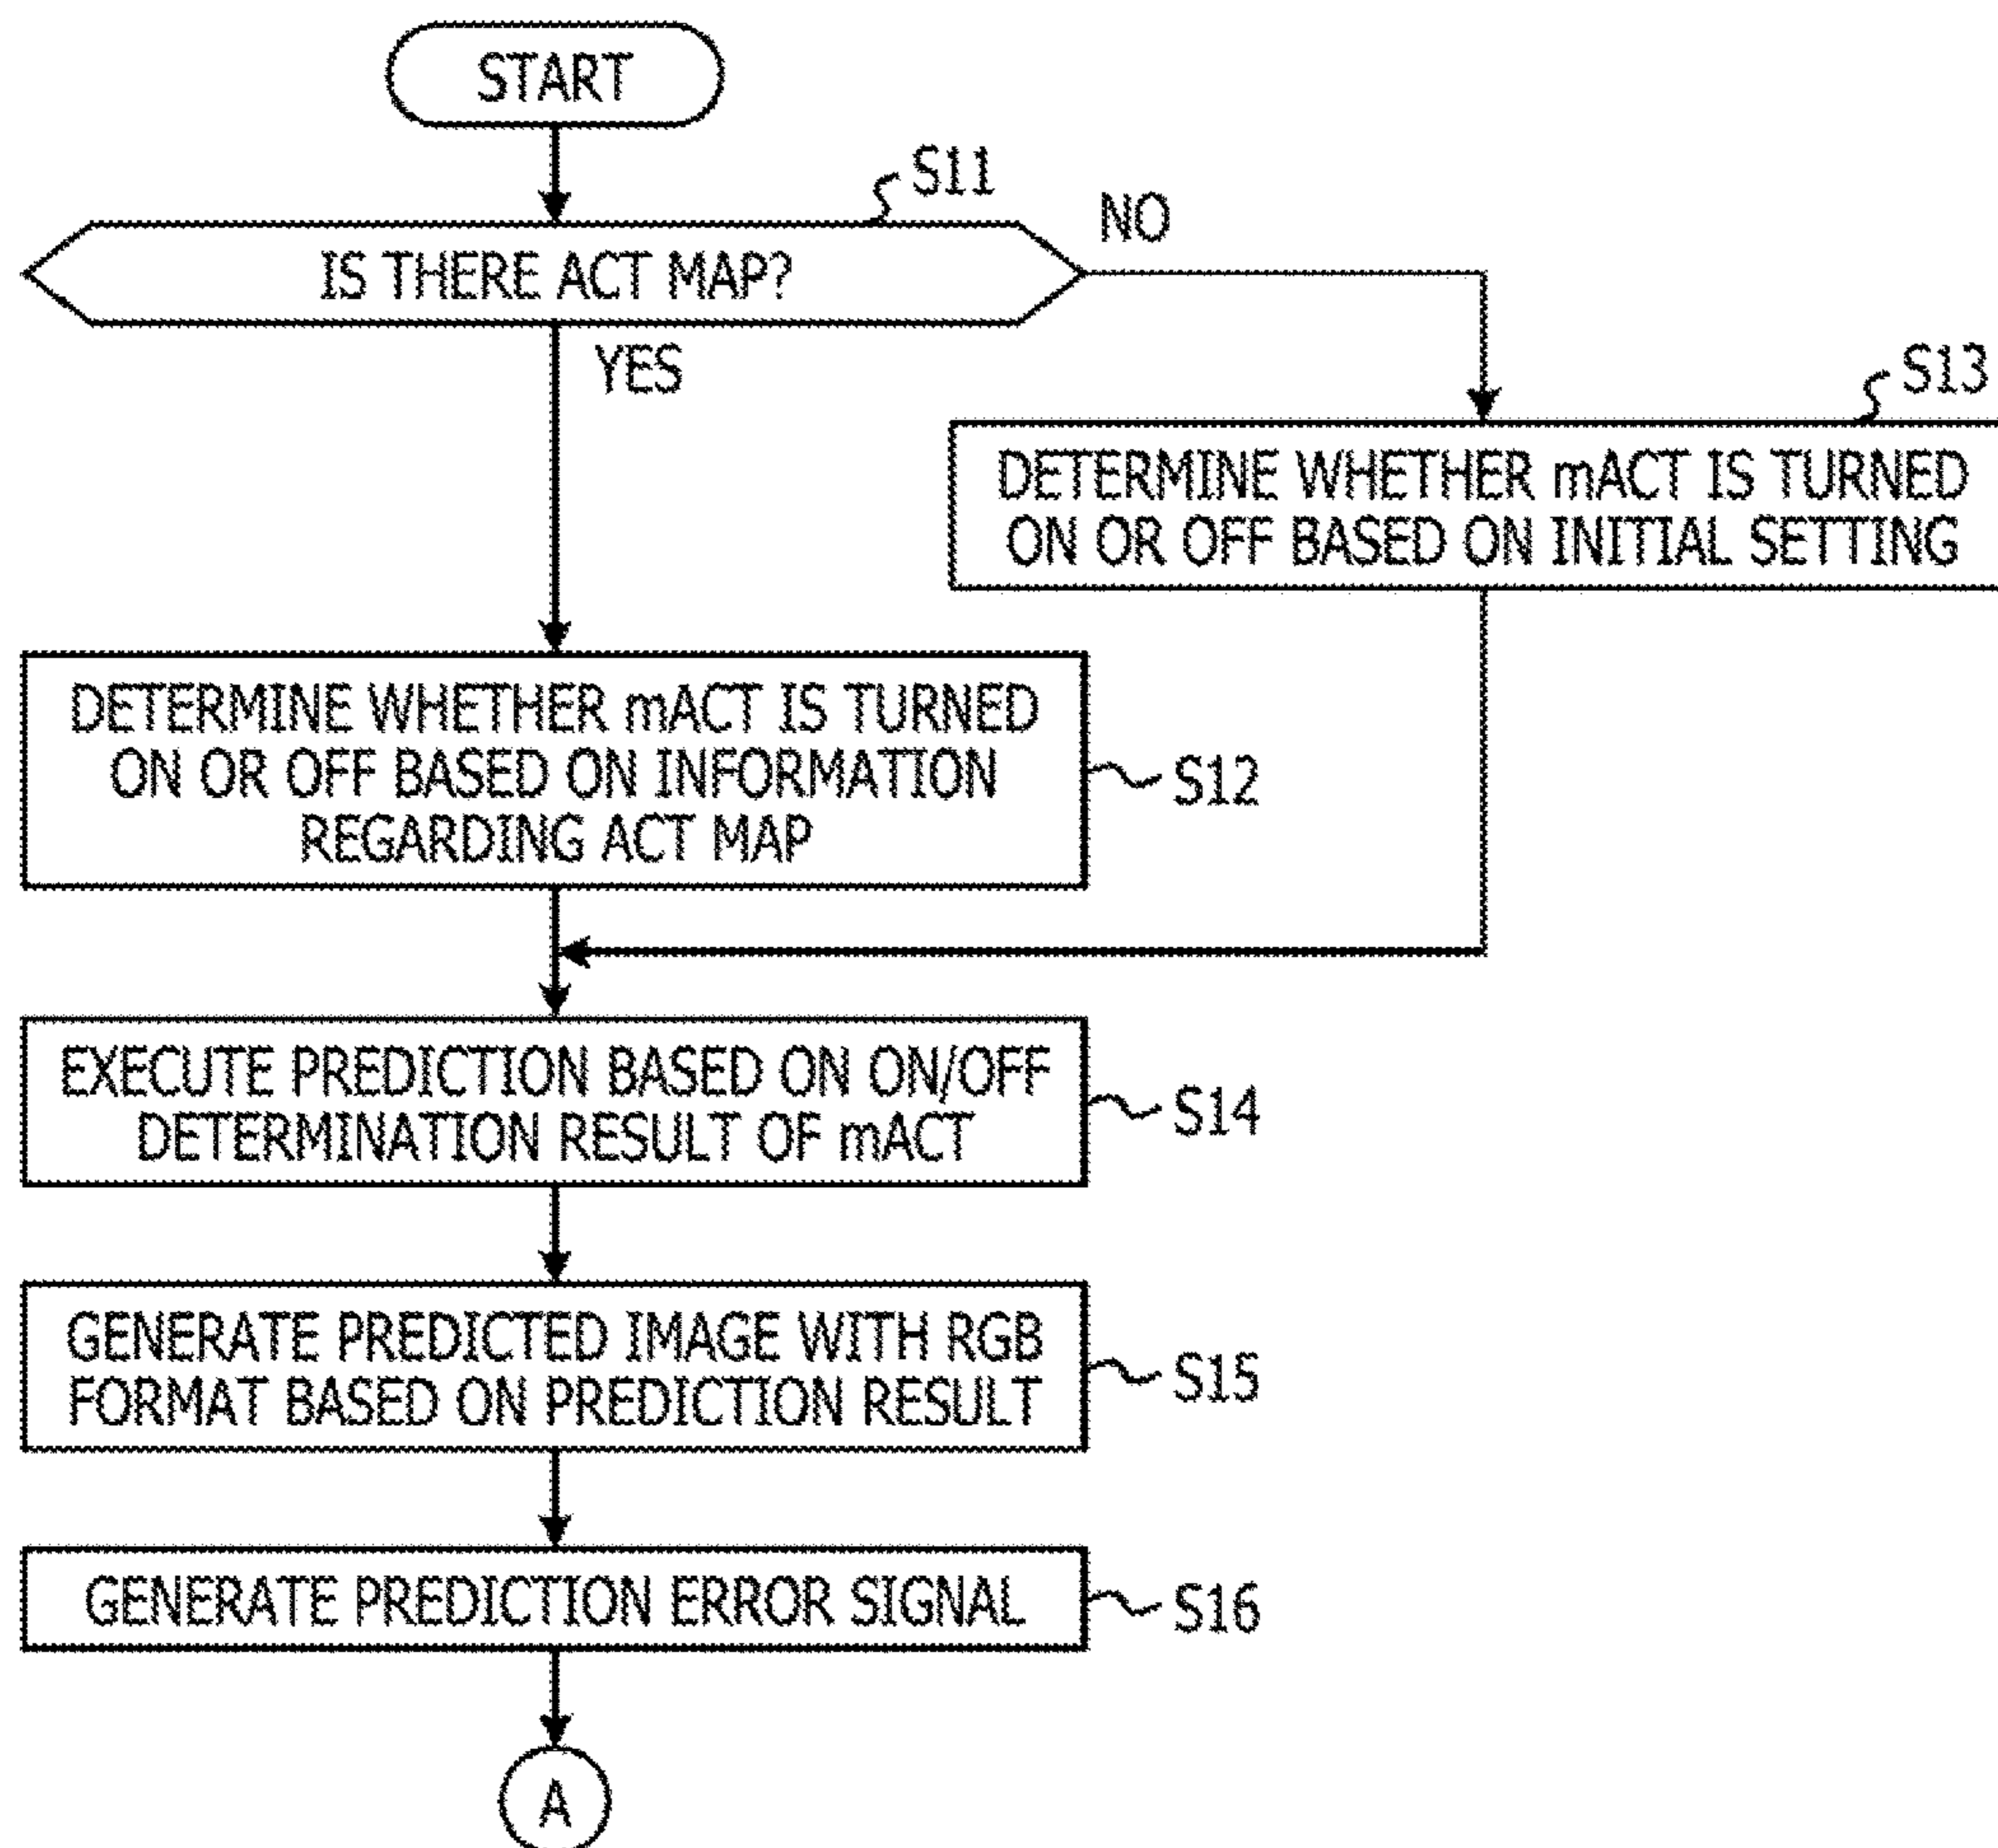 START
S11
NO
IS THERE ACT MAP?
YES
S13
DETERMINE WHETHER mACT IS TURNED
ON OR OFF BASED ON INITIAL SETTING
DETERMINE WHETHER mACT IS TURNED
ON OR OFF BASED ON INFORMATION
REGARDING ACT MAP
S12
EXECUTE PREDICTION BASED ON ON/OFF
DETERMINATION RESULT OF mACT
S14
GENERATE PREDICTED IMAGE WITH RGB
FORMAT BASED ON PREDICTION RESULT
S15
GENERATE PREDICTION ERROR SIGNAL
S16
A